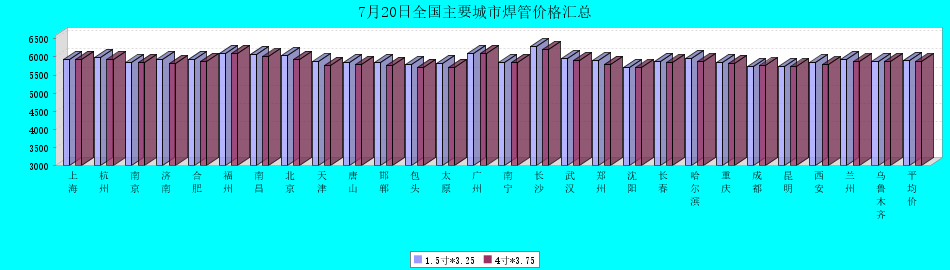 7月20日全国主要城市焊管价格汇总
6500
6000
5500
5000
4500
4000
3500
3000
上海
杭州
南京
济南
合肥
福州
南昌
北京
天津
唐山
邯郸
包头
太原
广州
南宁
长沙
武汉
郑州
沈阳
长春
哈尔滨
重庆
成都
昆明
西安
兰州
乌鲁木齐
平均价
1.5寸*3.25
4寸*3.75